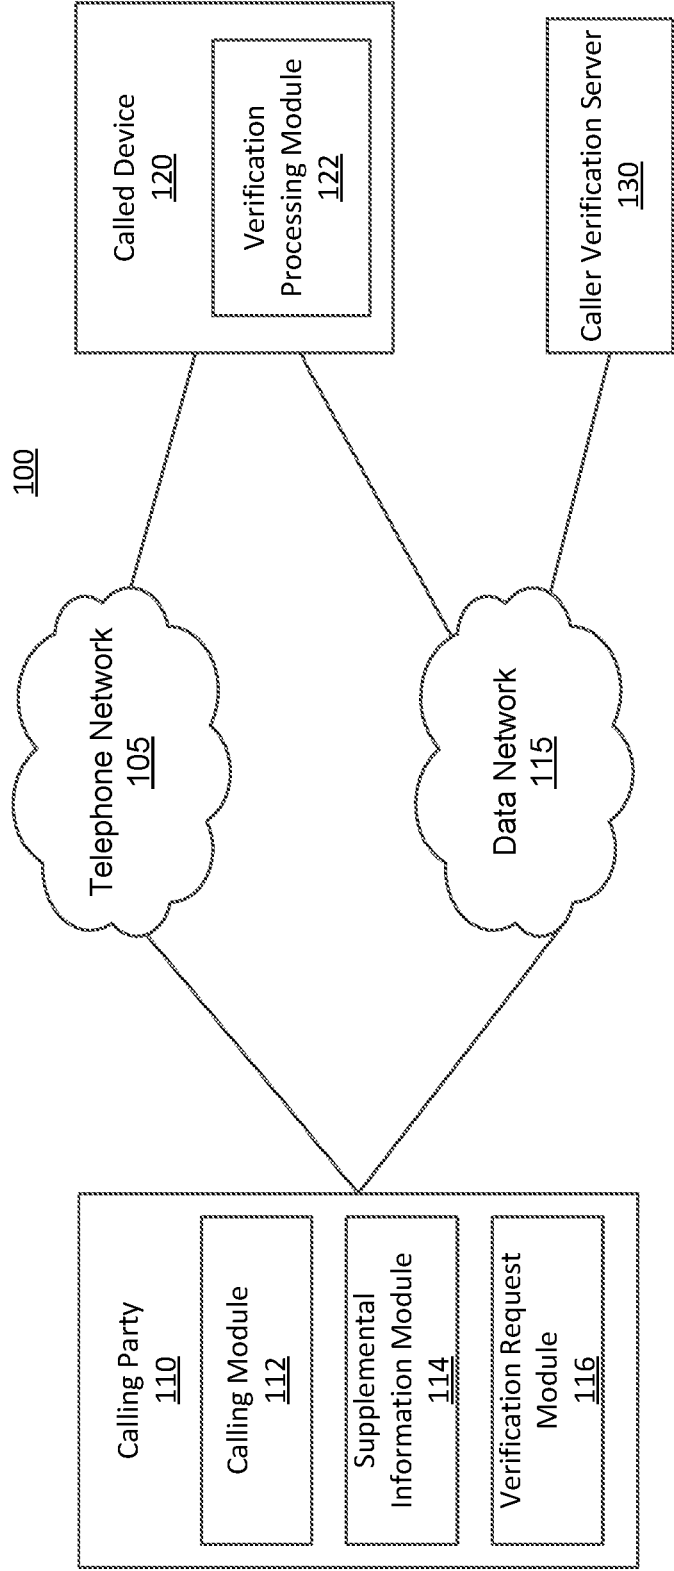 100
Calling Party
110
Calling Module
112
Supplemental
Information Module
114
Verification Request
Module
116
Telephone Network
105
Data Network
115
Called Device
120
Verification
Processing Module
122
Caller Verification Server
130